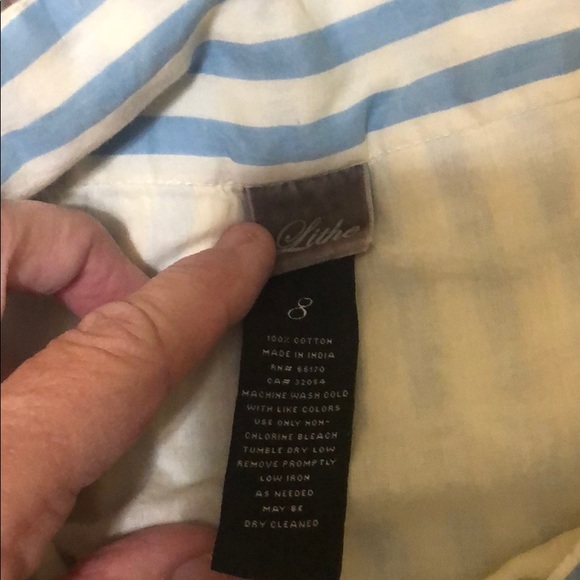 Lithe
8
100% COTTON
MADE IN INDIA
RN# 66170
CA# 32054
MACHINE WASH COLD
WITH LIKE COLORS
USE ONLY NON-
CHLORINE BLEACH
TUMBLE DRY LOW
REMOVE PROMPTLY
LOW IRON
AS NEEDED
MAY BE
DRY CLEANED